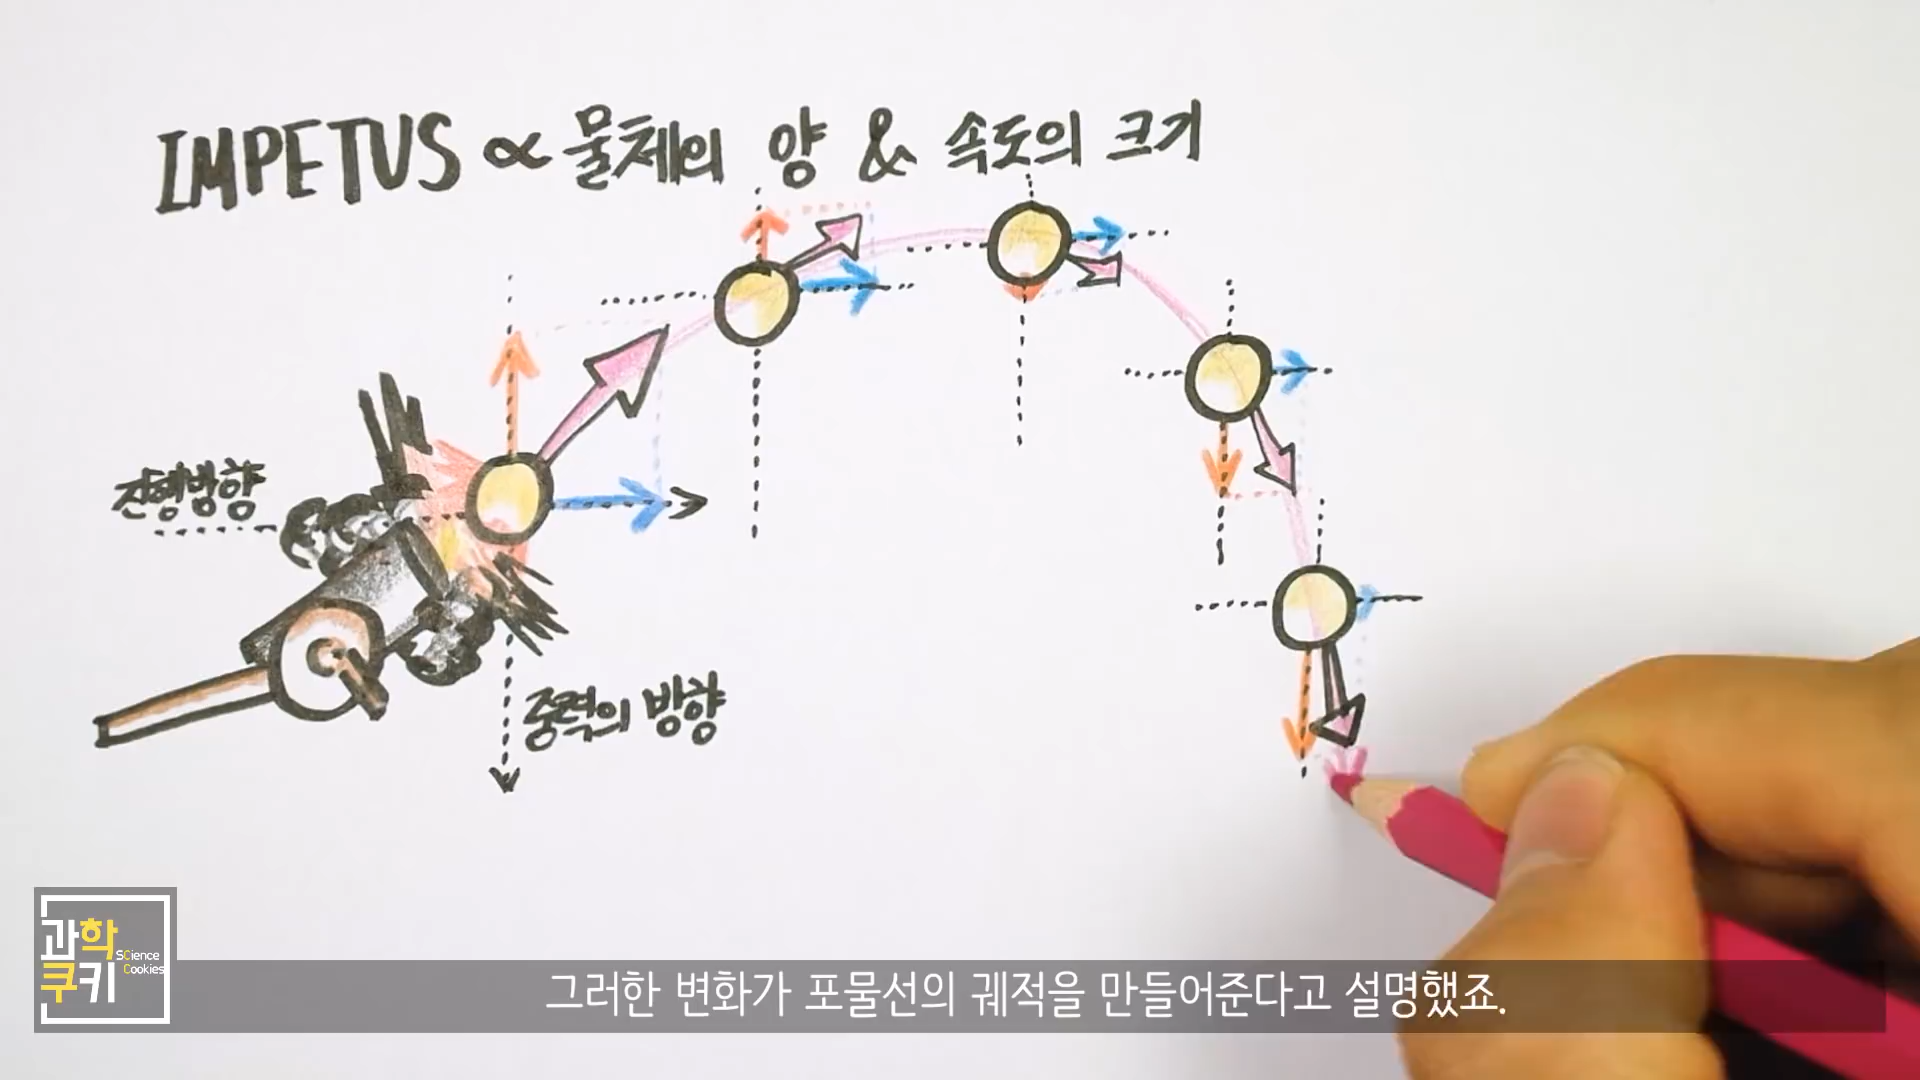 IMPETUS ∝ 물체의 양 & 속도의 크기
진행방향
중력의 방향
과학
쿠키
Science
Cookies
그러한 변화가 포물선의 궤적을 만들어준다고 설명했죠.